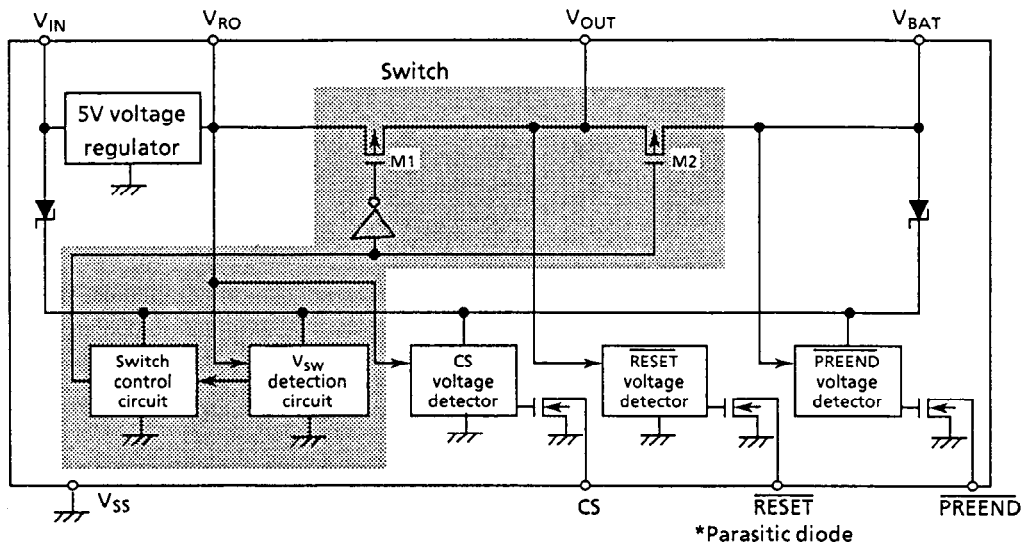 VIN
VRO
VOUT
VBAT
Switch
5V voltage
regulator
M1
M2
Switch
control
circuit
VSW
detection
circuit
CS
voltage
detector
RESET
voltage
detector
PREEND
voltage
detector
VSS
CS
RESET
PREEND
*Parasitic diode